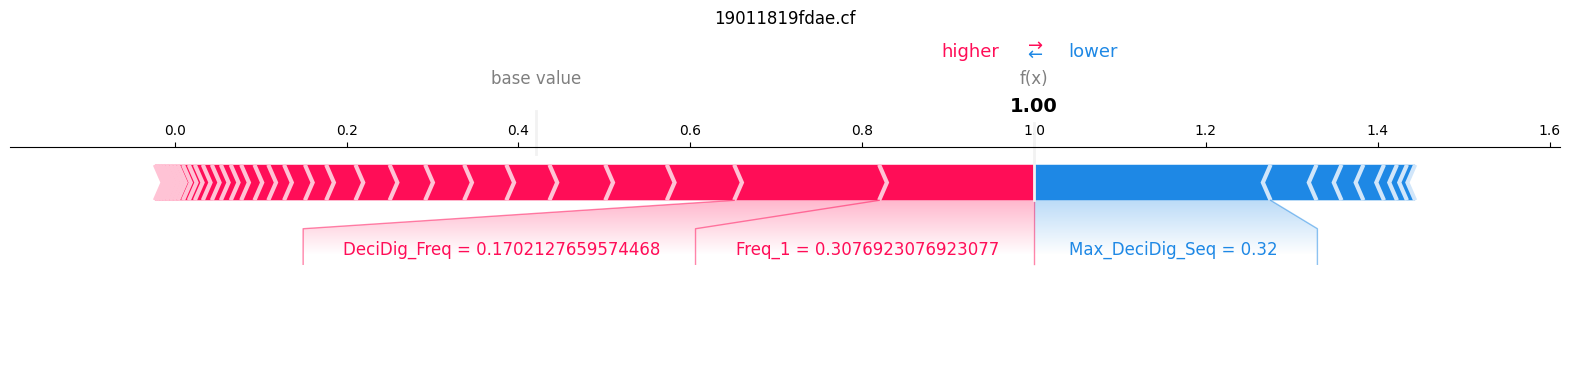 19011819fdae.cf
higher ⇄ lower
base value f(x)
1.00
0.0 0.2 0.4 0.6 0.8 1.0 1.2 1.4 1.6
DeciDig_Freq = 0.1702127659574468 Freq_1 = 0.3076923076923077 Max_DeciDig_Seq = 0.32